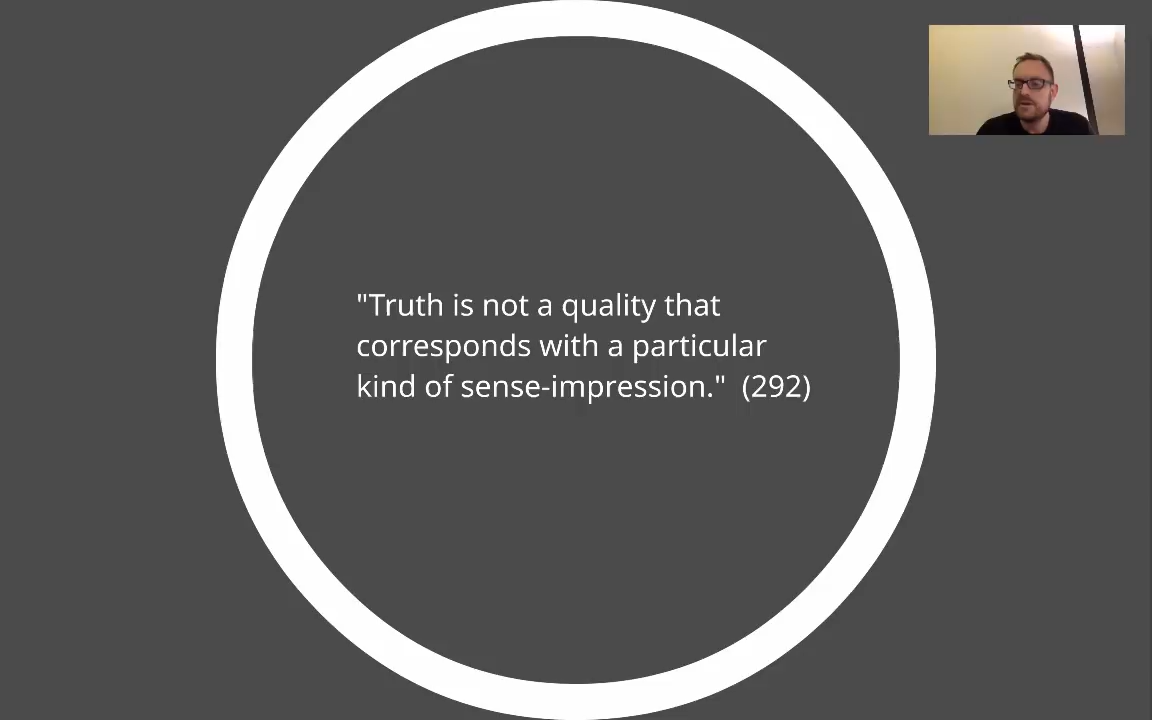 "Truth is not a quality that
corresponds with a particular
kind of sense-impression."  (292)